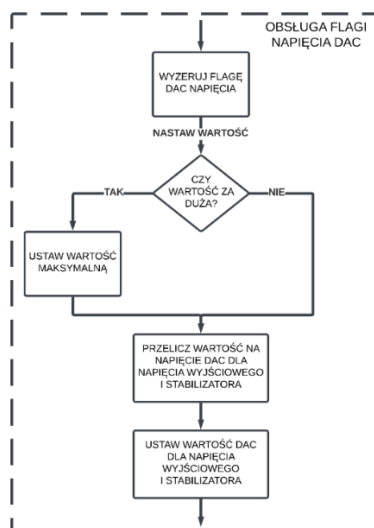 OBSŁUGA FLAGI
NAPIĘCIA DAC
WYZERUJ FLAGĘ
DAC NAPIĘCIA
NASTAW WARTOŚĆ
CZY
WARTOŚĆ ZA
DUŻA?
TAK
NIE
USTAW WARTOŚĆ
MAKSYMALNĄ
PRZELICZ WARTOŚĆ NA
NAPIĘCIE DAC DLA
NAPIĘCIA WYJŚCIOWEGO
I STABILIZATORA
USTAW WARTOŚĆ DAC
DLA NAPIĘCIA
WYJŚCIOWEGO
I STABILIZATORA